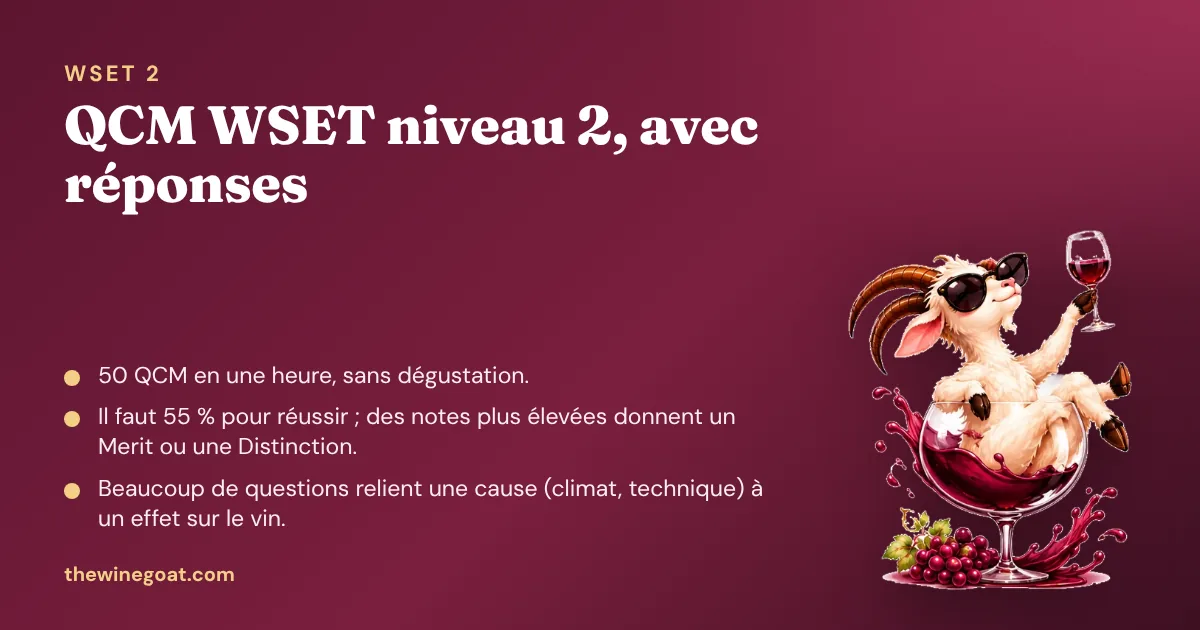 WSET 2
QCM WSET niveau 2, avec
réponses
50 QCM en une heure, sans dégustation.
Il faut 55 % pour réussir ; des notes plus élevées donnent un
Merit ou une Distinction.
Beaucoup de questions relient une cause (climat, technique) à
un effet sur le vin.
thewinegoat.com